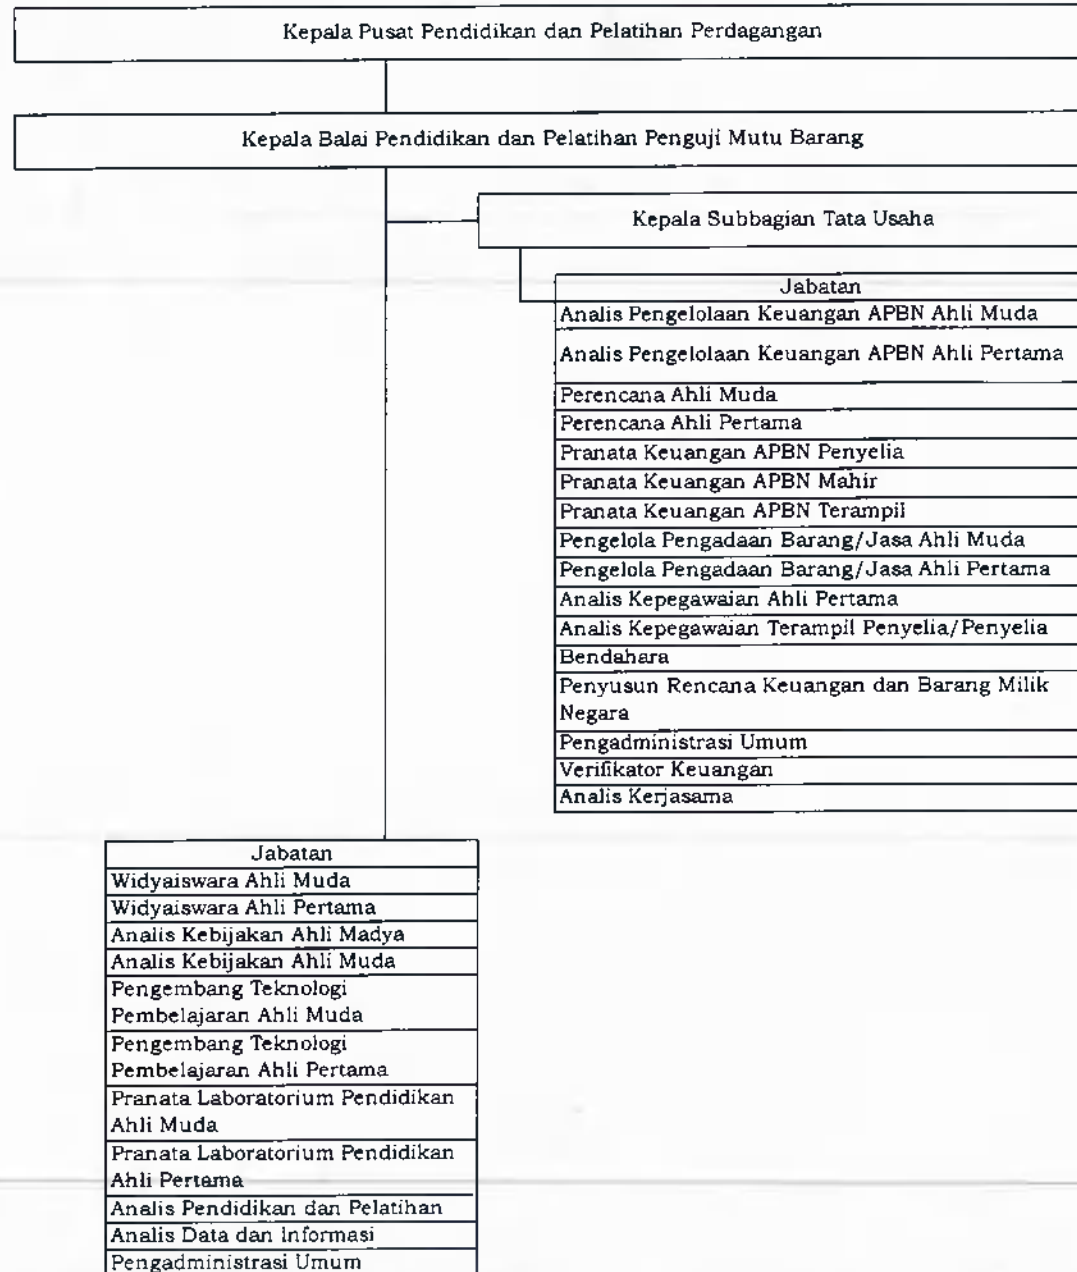 Kepala Pusat Pendidikan dan Pelatihan Perdagangan
Kepala Balai Pendidikan dan Pelatihan Penguji Mutu Barang
Kepala Subbagian Tata Usaha
Jabatan
Analis Pengelolaan Keuangan APBN Ahli Muda
Analis Pengelolaan Keuangan APBN Ahli Pertama
Perencana Ahli Muda
Perencana Ahli Pertama
Pranata Keuangan APBN Penyelia
Pranata Keuangan APBN Mahir
Pranata Keuangan APBN Terampil
Pengelola Pengadaan Barang/Jasa Ahli Muda
Pengelola Pengadaan Barang/Jasa Ahli Pertama
Analis Kepegawaian Ahli Pertama
Analis Kepegawaian Terampil Penyelia/Penyelia
Bendahara
Penyusun Rencana Keuangan dan Barang Milik
Negara
Pengadministrasi Umum
Verifikator Keuangan
Analis Kerjasama
Jabatan
Widyaiswara Ahli Muda
Widyaiswara Ahli Pertama
Analis Kebijakan Ahli Madya
Analis Kebijakan Ahli Muda
Pengembang Teknologi
Pembelajaran Ahli Muda
Pengembang Teknologi
Pembelajaran Ahli Pertama
Pranata Laboratorium Pendidikan
Ahli Muda
Pranata Laboratorium Pendidikan
Ahli Pertama
Analis Pendidikan dan Pelatihan
Analis Data dan Informasi
Pengadministrasi Umum